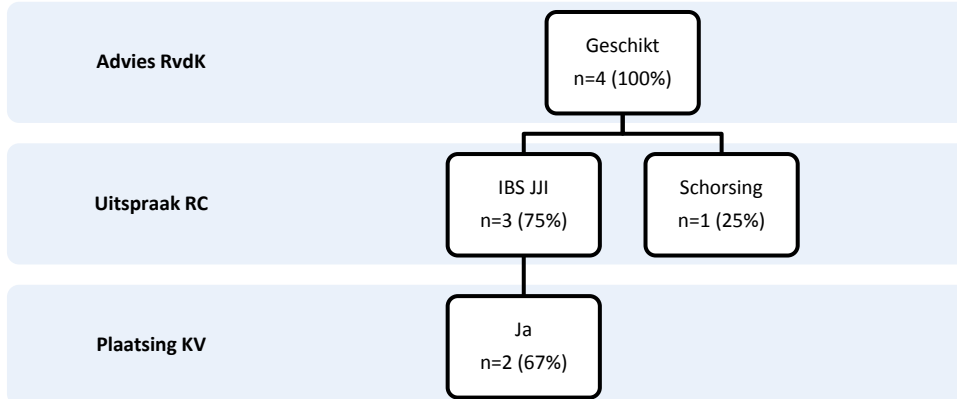 Advies RvdK
Geschikt
n=4 (100%)
Uitspraak RC
IBS JJI
n=3 (75%)
Schorsing
n=1 (25%)
Plaatsing KV
Ja
n=2 (67%)